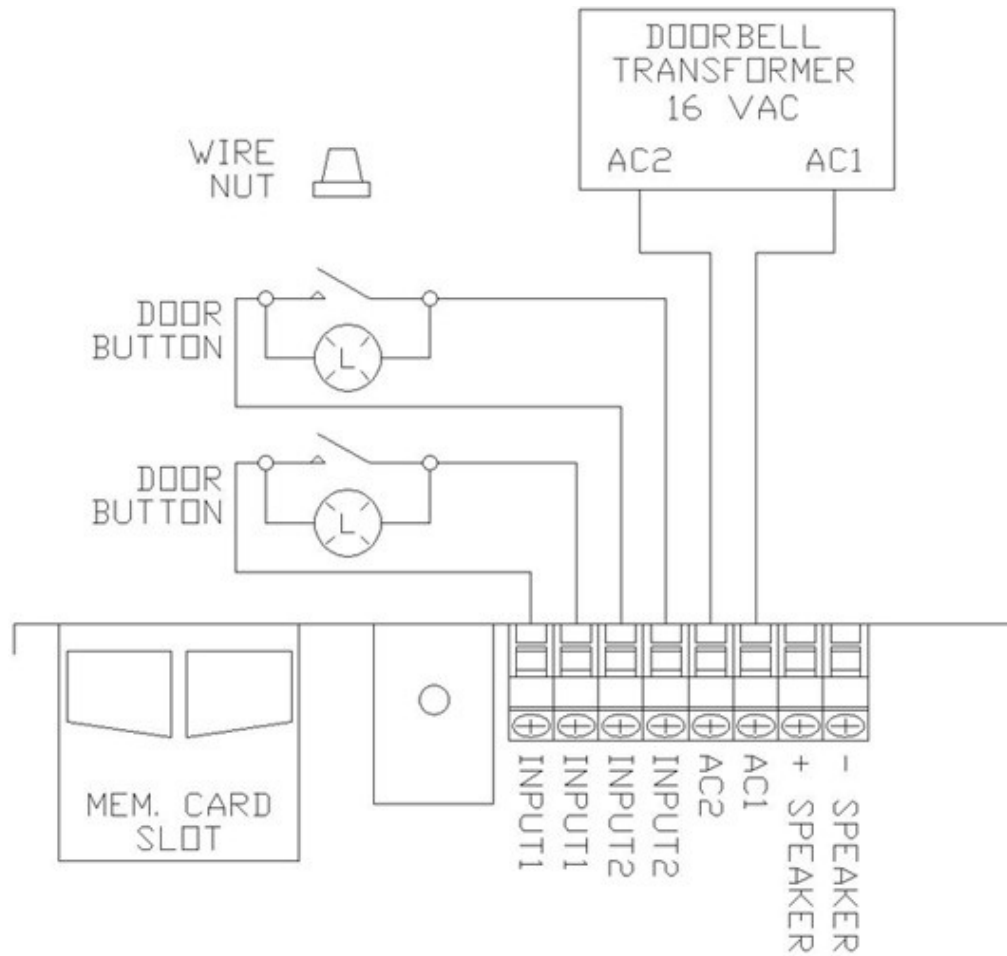 DOORBELL
TRANSFORMER
16 VAC
AC2
AC1
WIRE
NUT
DOOR
BUTTON
L
DOOR
BUTTON
L
MEM. CARD
SLOT
INPUT1
INPUT1
INPUT2
INPUT2
AC2
AC1
+ SPEAKER
- SPEAKER